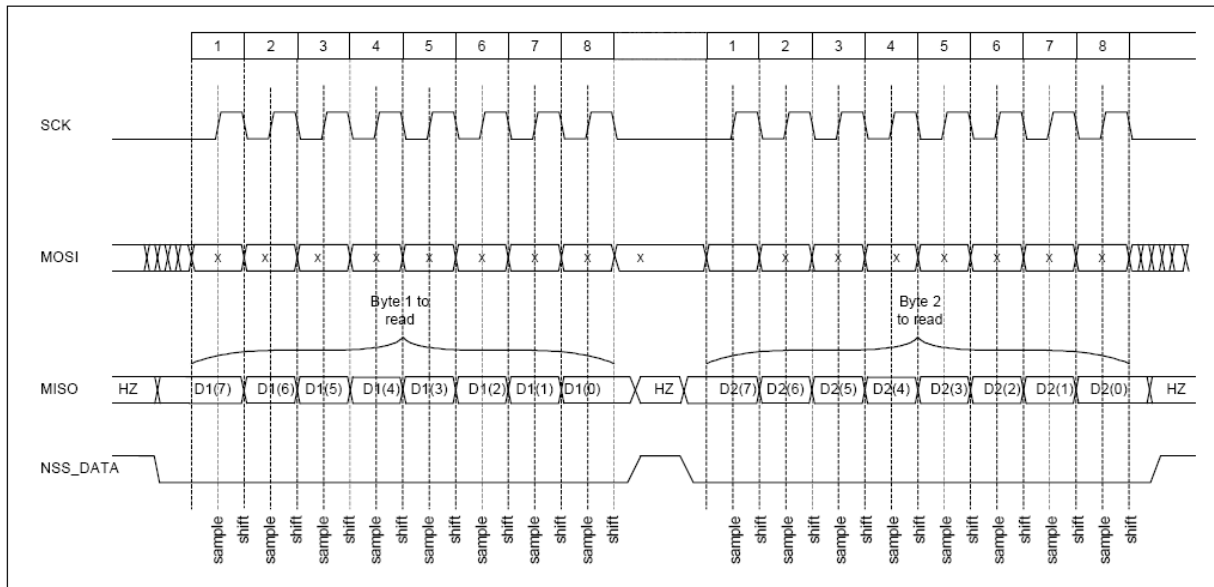 1 2 3 4 5 6 7 8 1 2 3 4 5 6 7 8
SCK
MOSI X X X X X X X X X X X X X X X X
Byte 1 to
read
Byte 2
to read
MISO HZ D1(7) D1(6) D1(5) D1(4) D1(3) D1(2) D1(1) D1(0) HZ D2(7) D2(6) D2(5) D2(4) D2(3) D2(2) D2(1) D2(0) HZ
NSS_DATA
sample shift sample shift sample shift sample shift sample shift sample shift sample shift sample shift sample shift sample shift sample shift sample shift sample shift sample shift sample shift sample shift